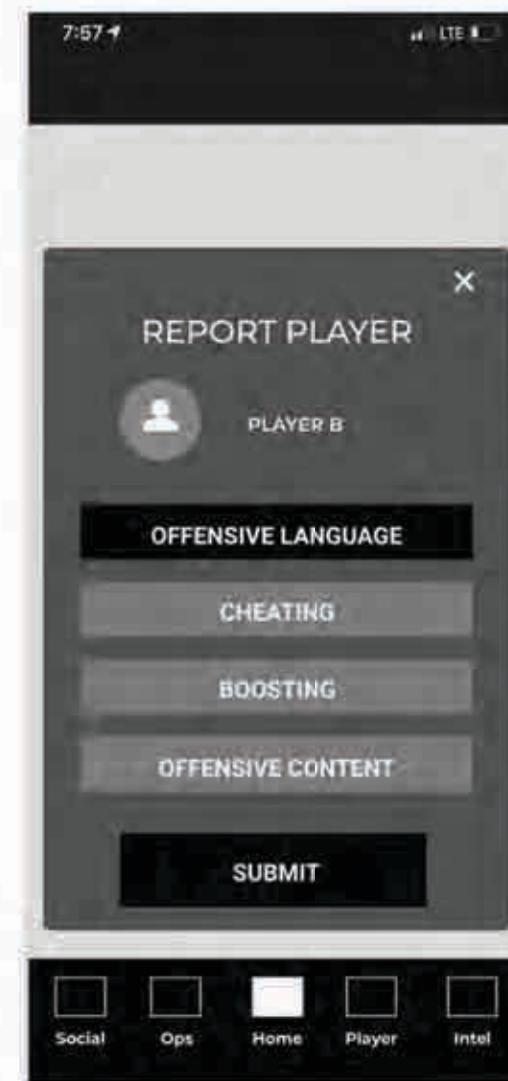 7:57
LTE
REPORT PLAYER
PLAYER B
OFFENSIVE LANGUAGE
CHEATING
BOOSTING
OFFENSIVE CONTENT
SUBMIT
Social Ops Home Player Intel